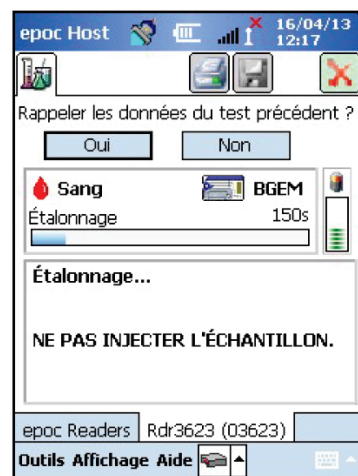 epoc Host 16/04/13
12:17
Rappeler les données du test précédent ?
Oui Non
Sang BGEM
Étalonnage 150s
Étalonnage...
NE PAS INJECTER L'ÉCHANTILLON.
epoc Readers Rdr3623 (03623)
Outils Affichage Aide